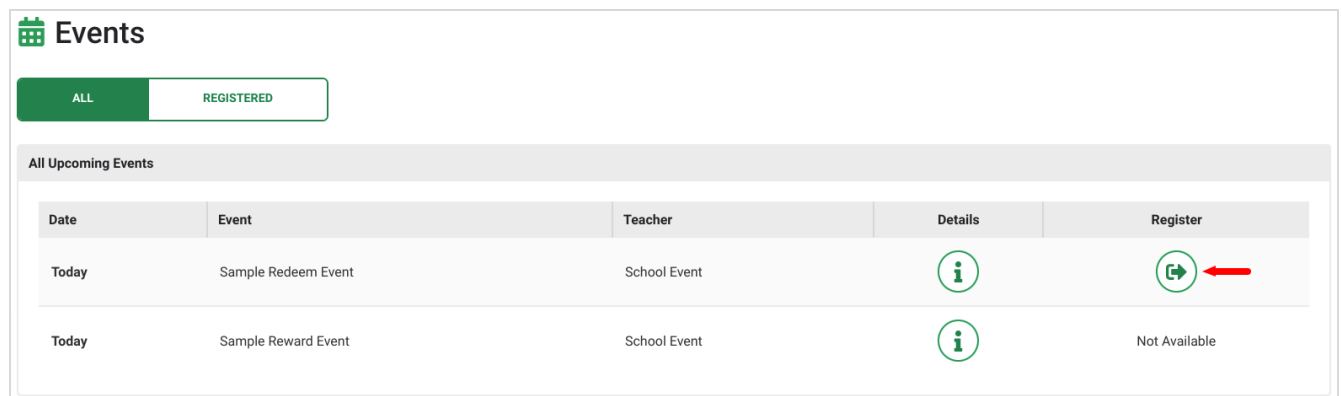 Events
ALL REGISTERED
All Upcoming Events
Date Event Teacher Details Register
Today Sample Redeem Event School Event
Today Sample Reward Event School Event Not Available